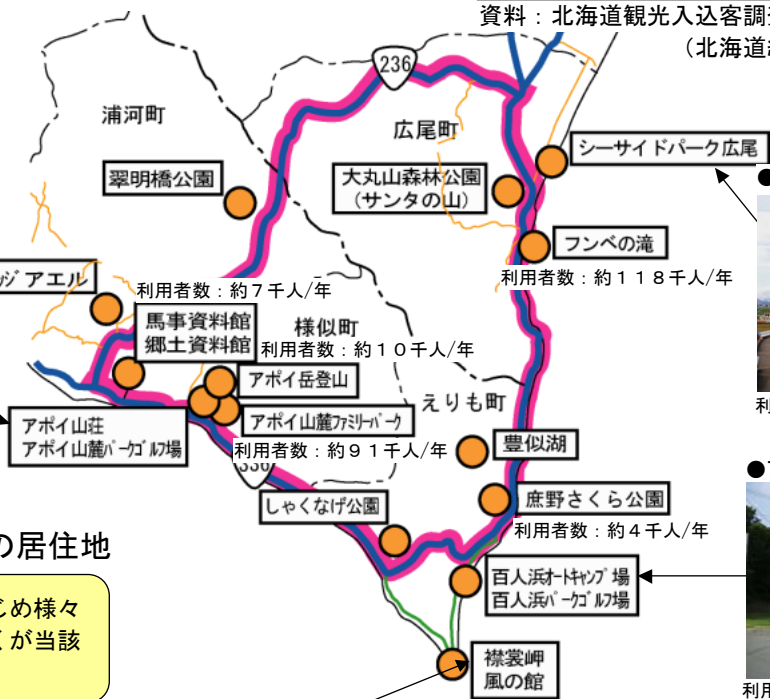 資料：北海道観光入込客調
（北海道
236
浦河町
広尾町
シーサイドパーク広尾
翠明橋公園
大丸山森林公園
（サンタの山）
●
フンベの滝
利用者数：約１１８千人/年
ｯｼﾞ アエル
利用者数：約７千人/年
馬事資料館
郷土資料館
様似町
利用者数：約１０千人/年
アポイ岳登山
えりも町
アポイ山荘
アポイ山麓ﾊﾟｰｸｺﾞﾙﾌ場
アポイ山麓ﾌｧﾐﾘｰﾊﾟｰｸ
利用者数：約９１千人/年
336
豊似湖
●
しゃくなげ公園
庶野さくら公園
利用者数：約４千人/年
の居住地
百人浜ｵｰﾄｷｬﾝﾌﾟ場
百人浜ﾊﾟｰｸｺﾞﾙﾌ場
じめ様々
が当該
襟裳岬
風の館
利用